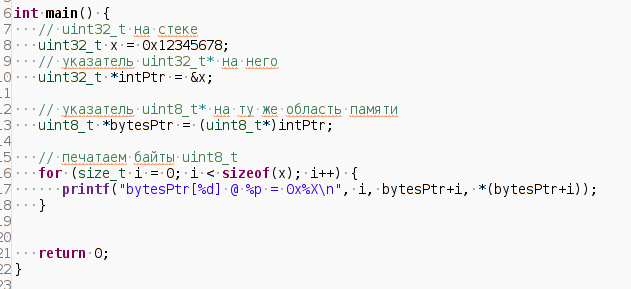 6 int main() {
7 // uint32_t на стеке
8 uint32_t x = 0x12345678;
9 // указатель uint32_t* на него
10 uint32_t *intPtr = &x;
11
12 // указатель uint8_t* на ту же область памяти
13 uint8_t *bytesPtr = (uint8_t*)intPtr;
14
15 // печатаем байты uint8_t
16 for (size_t i = 0; i < sizeof(x); i++) {
17 printf("bytesPtr[%d] @ %p = 0x%X\n", i, bytesPtr+i, *(bytesPtr+i));
18 }
19
20
21 return 0;
22 }
23